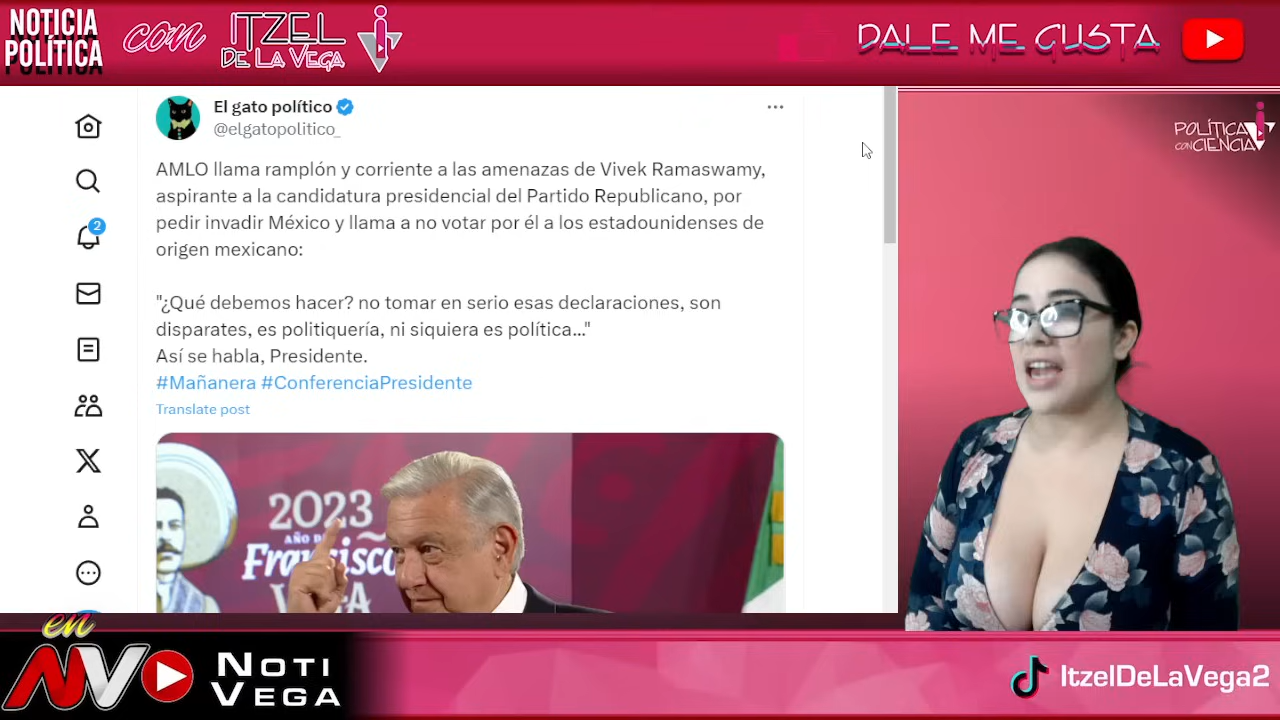 NOTICIA
POLÍTICA
con
ITZEL
DE LA VEGA
DALE ME GUSTA
El gato político
@elgatopolitico_
AMLO llama ramplón y corriente a las amenazas de Vivek Ramaswamy,
aspirante a la candidatura presidencial del Partido Republicano, por
pedir invadir México y llama a no votar por él a los estadounidenses de
origen mexicano:
"¿Qué debemos hacer? no tomar en serio esas declaraciones, son
disparates, es politiquería, ni siquiera es política..."
Así se habla, Presidente.
#Mañanera #ConferenciaPresidente
Translate post
2
2023
AÑO DE
Francisco
VILLA
POLÍTICA
CON CIENCIA
en
NV
NOTI
VEGA
ItzelDeLaVega2